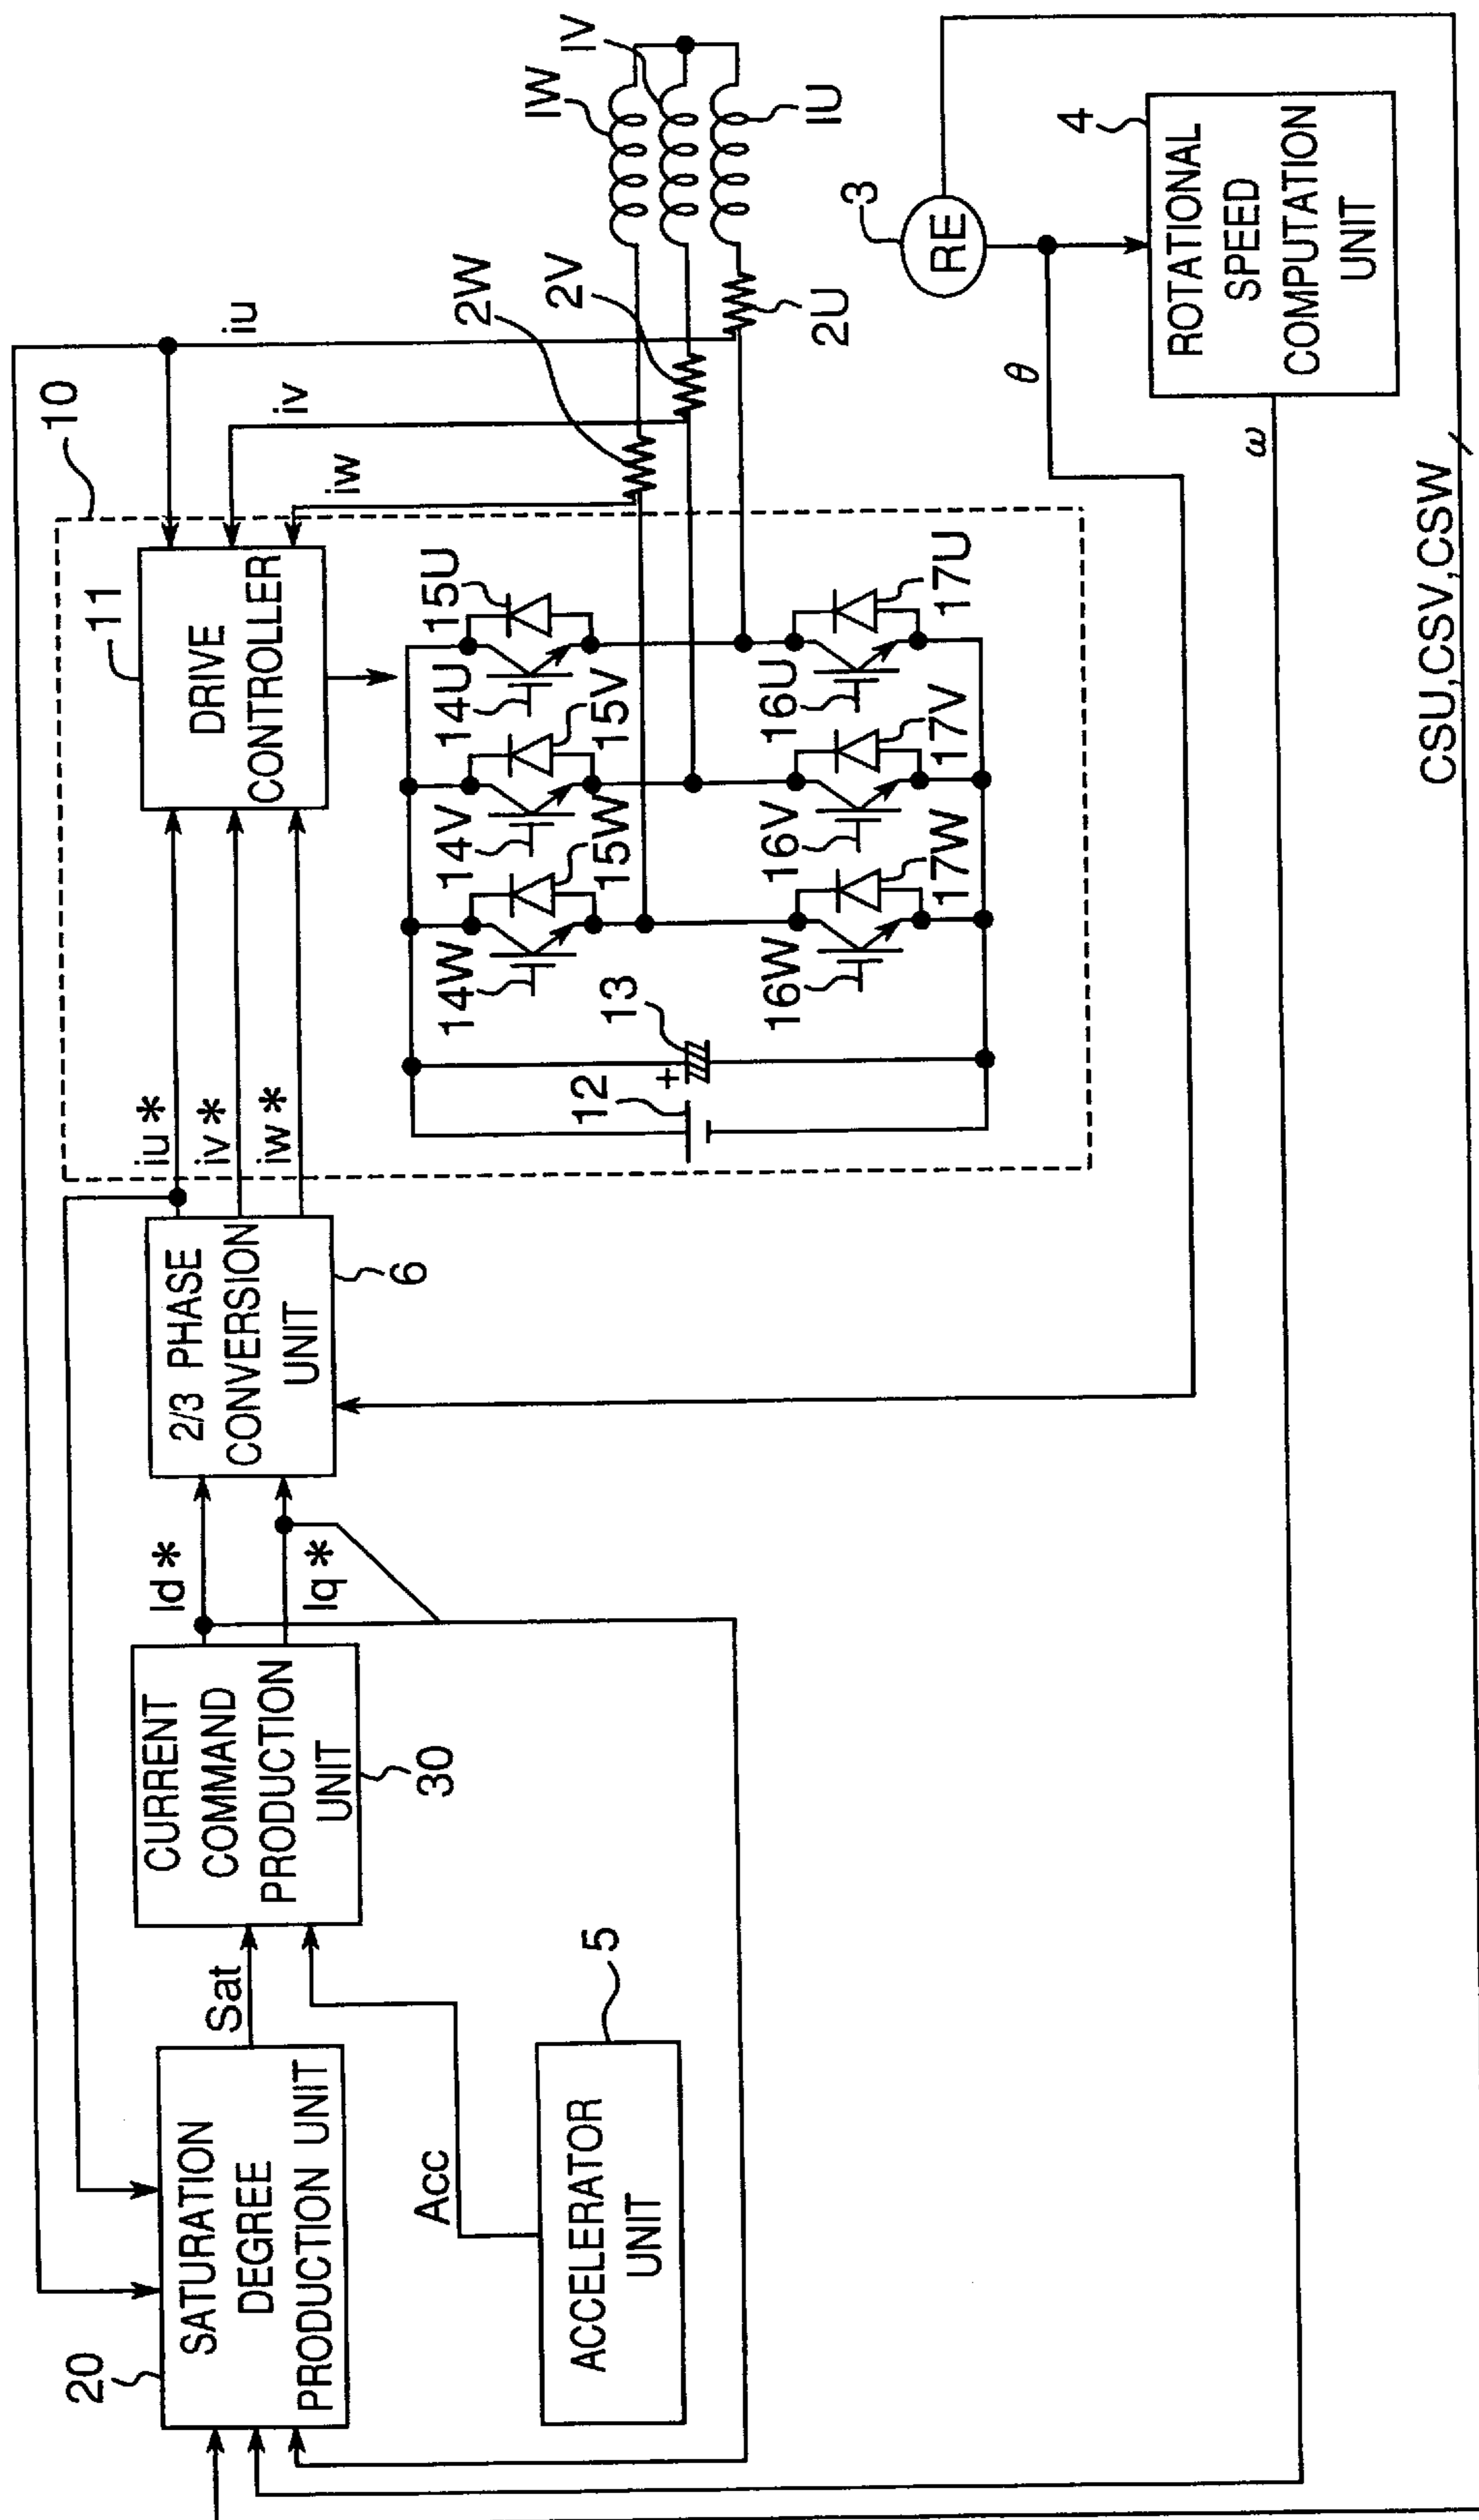 20
SATURATION
DEGREE
PRODUCTION UNIT
Sat
Acc
ACCELERATOR
UNIT
5
CURRENT
COMMAND
PRODUCTION
UNIT
30
Id*
Iq*
2/3 PHASE
CONVERSION
UNIT
6
iu*
iv*
iw*
10
11
DRIVE
CONTROLLER
iu
iv
iw
12
+
13
14W
15W
14V
15V
14U
15U
16W
17W
16V
17V
16U
17U
2W
2V
2U
1W
1V
1U
3
RE
θ
4
ROTATIONAL
SPEED
COMPUTATION
UNIT
ω
CSU,CSV,CSW